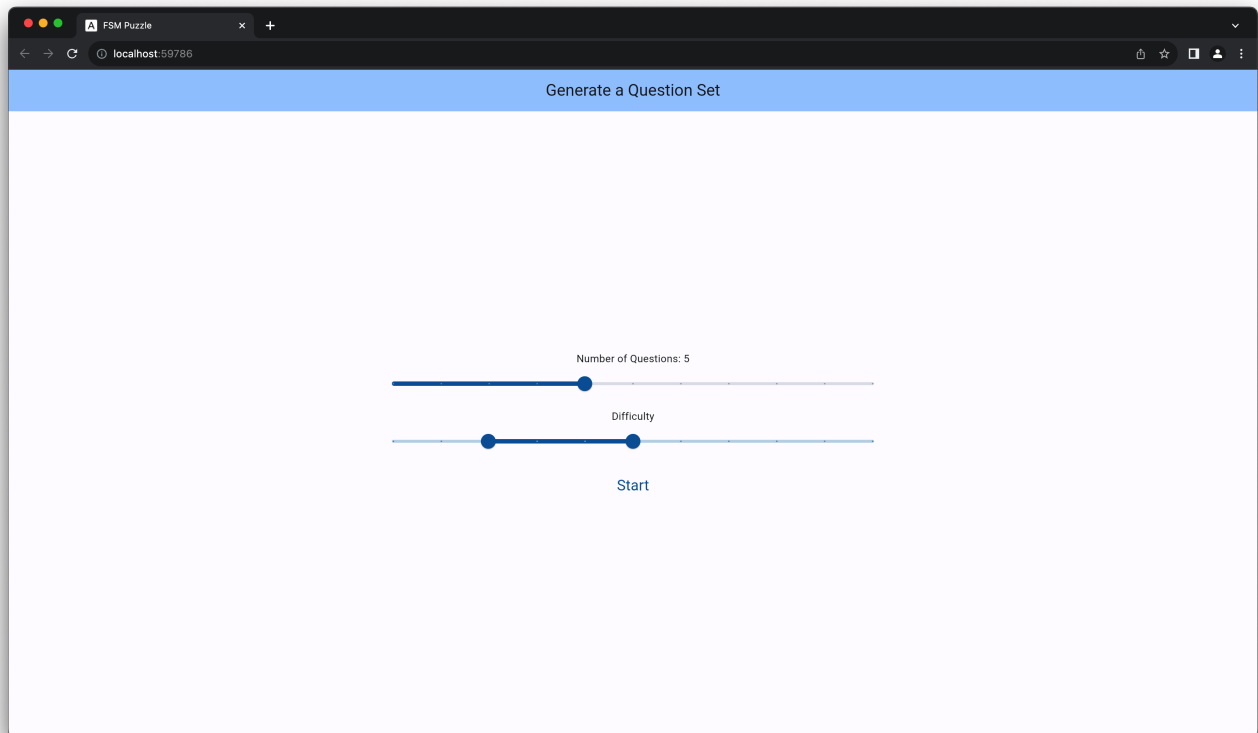 FSM Puzzle
localhost:59786
Generate a Question Set
Number of Questions: 5
Difficulty
Start